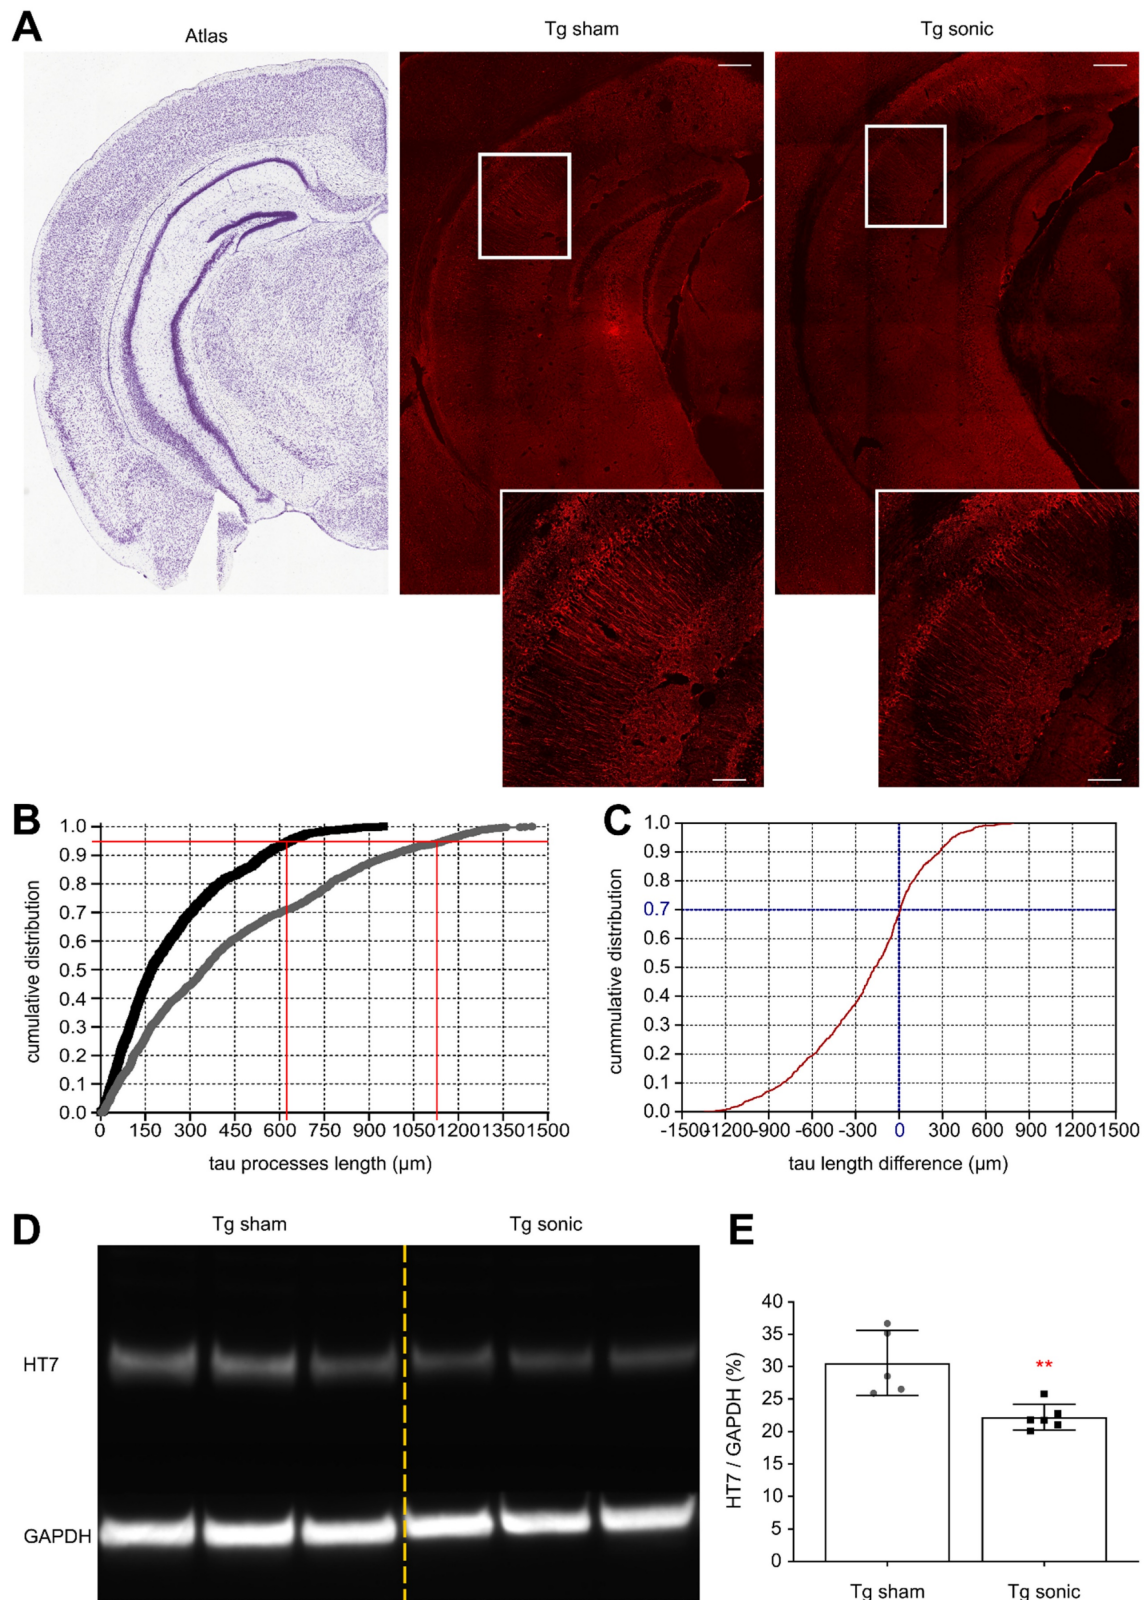 A
Atlas
Tg sham
Tg sonic
B
1.0
0.9
0.8
0.7
0.6
0.5
0.4
0.3
0.2
0.1
0.0
cumulative distribution
0 150 300 450 600 750 900 1050 1200 1350 1500
tau processes length (µm)
C
1.0
0.9
0.8
0.7
0.6
0.5
0.4
0.3
0.2
0.1
0.0
cummulative distribution
-1500 -1200 -900 -600 -300 0 300 600 900 1200 1500
tau length difference (µm)
D
Tg sham
Tg sonic
HT7
GAPDH
E
40
35
30
25
20
15
10
5
0
HT7 / GAPDH (%)
**
Tg sham
Tg sonic